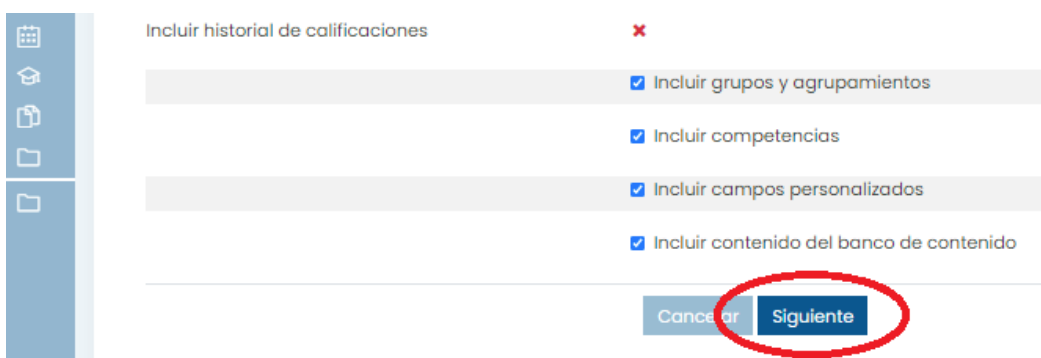 Incluir historial de calificaciones
Incluir grupos y agrupamientos
Incluir competencias
Incluir campos personalizados
Incluir contenido del banco de contenido
Cancelar Siguiente